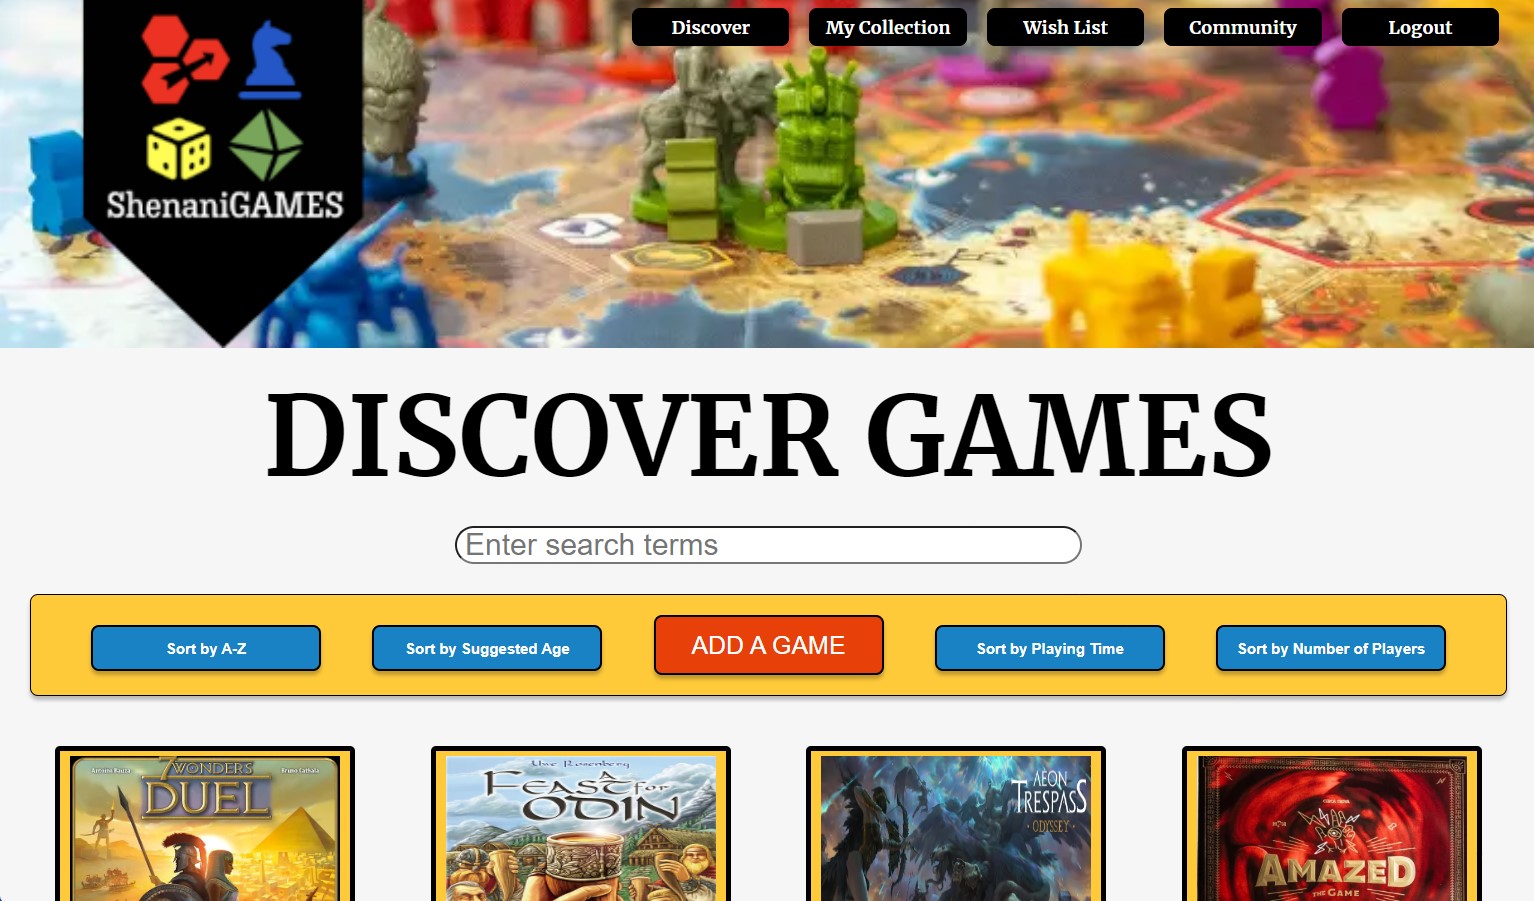 Discover
My Collection
Wish List
Community
Logout
ShenaniGAMES
DISCOVER GAMES
Enter search terms
Sort by A-Z
Sort by Suggested Age
ADD A GAME
Sort by Playing Time
Sort by Number of Players
Antoine Bauza
7 WONDERS
Bruno Cathala
DUEL
Uwe Rosenberg
A
FEAST for
ODIN
AEON
TRESPASS
ODYSSEY
AMAZED
THE GAME